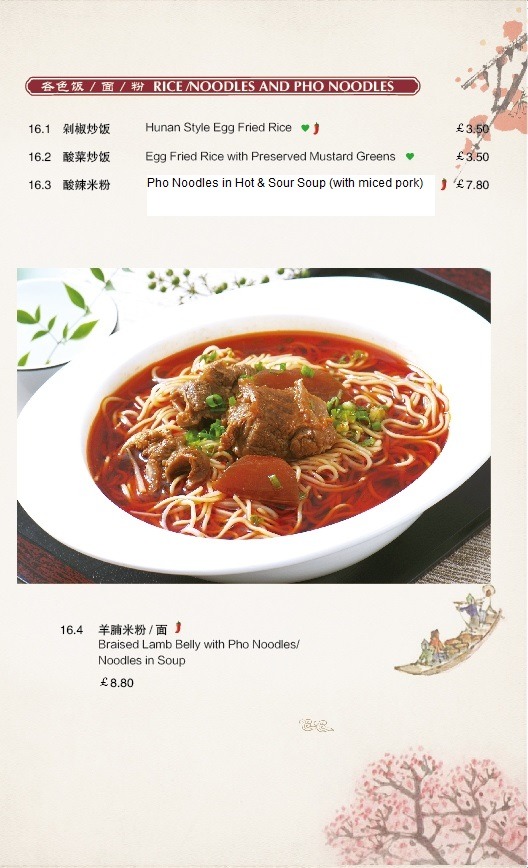 各色饭 / 面 / 粉 RICE/NOODLES AND PHO NOODLES
16.1 剁椒炒饭 Hunan Style Egg Fried Rice £3.50
16.2 酸菜炒饭 Egg Fried Rice with Preserved Mustard Greens £3.50
16.3 酸辣米粉 Pho Noodles in Hot & Sour Soup (with miced pork) £7.80
16.4 羊腩米粉 / 面
Braised Lamb Belly with Pho Noodles/
Noodles in Soup
£8.80